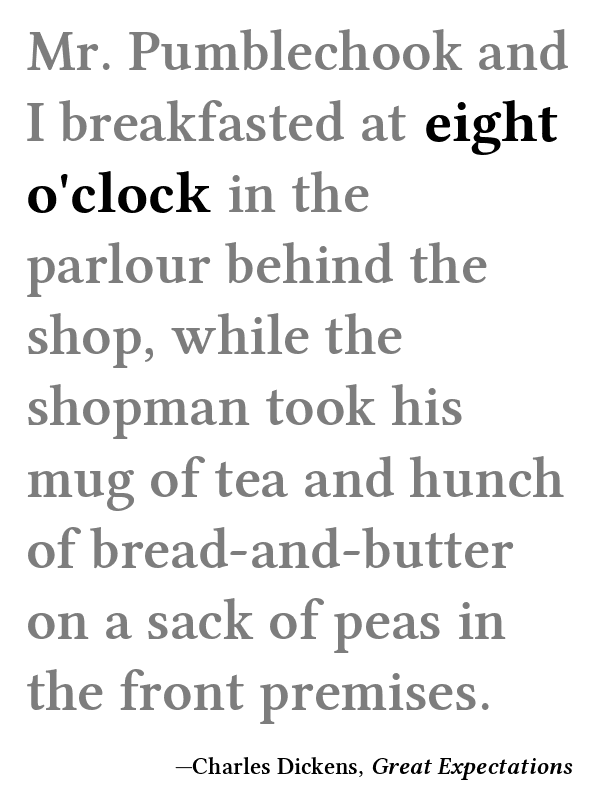 Mr. Pumblechook and
I breakfasted at eight
o'clock in the
parlour behind the
shop, while the
shopman took his
mug of tea and hunch
of bread-and-butter
on a sack of peas in
the front premises.
—Charles Dickens, Great Expectations